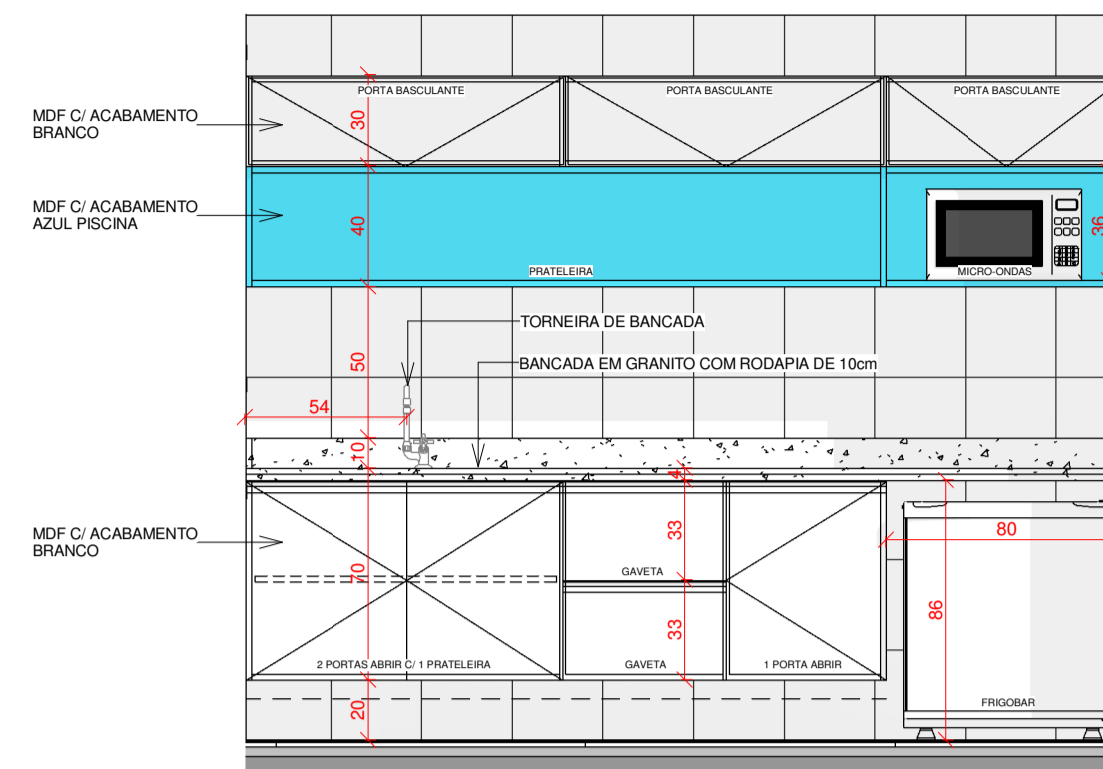 PORTA BASCULANTE
PORTA BASCULANTE
PORTA BASCULANTE
MDF C/ ACABAMENTO
BRANCO
30
MDF C/ ACABAMENTO
AZUL PISCINA
40
36
PRATELEIRA
MICRO-ONDAS
TORNEIRA DE BANCADA
50
BANCADA EM GRANITO COM RODAPIA DE 10cm
54
10
4
MDF C/ ACABAMENTO
BRANCO
33
80
70
GAVETA
86
33
2 PORTAS ABRIR C/ 1 PRATELEIRA
GAVETA
1 PORTA ABRIR
20
FRIGOBAR